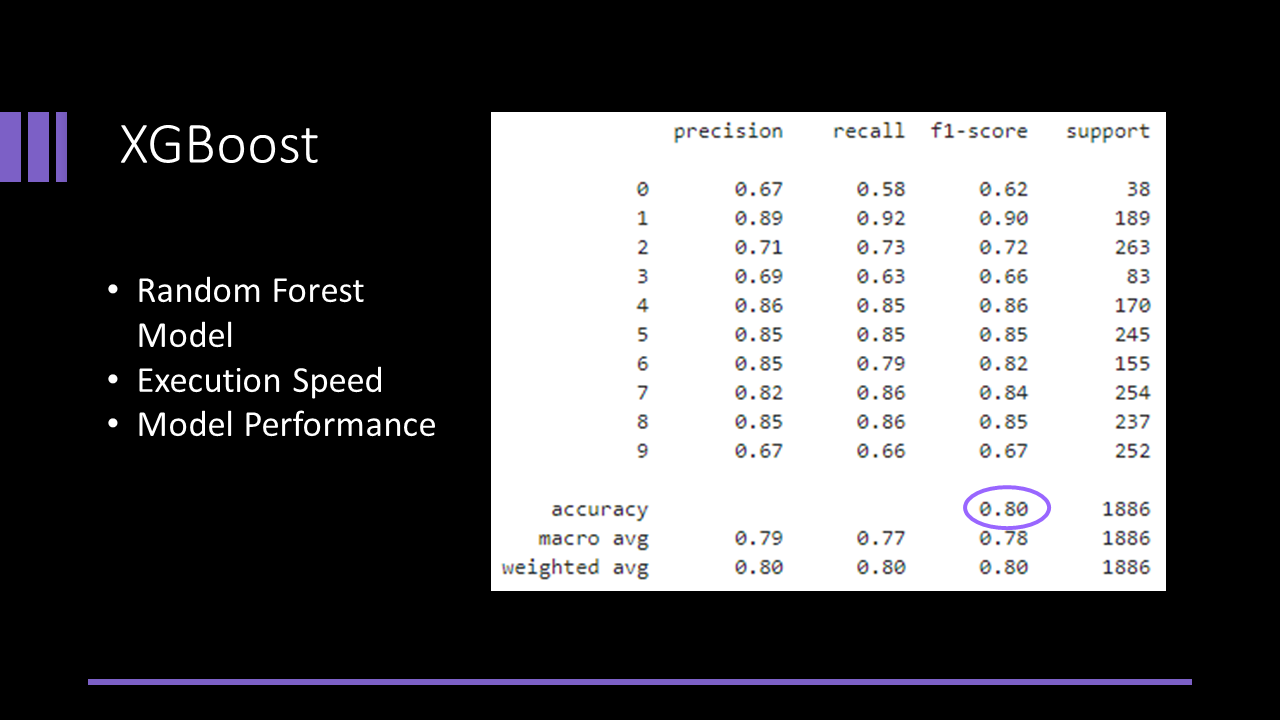 XGBoost
• Random Forest
Model
• Execution Speed
• Model Performance
precision recall f1-score support
0 0.67 0.58 0.62 38
1 0.89 0.92 0.90 189
2 0.71 0.73 0.72 263
3 0.69 0.63 0.66 83
4 0.86 0.85 0.86 170
5 0.85 0.85 0.85 245
6 0.85 0.79 0.82 155
7 0.82 0.86 0.84 254
8 0.85 0.86 0.85 237
9 0.67 0.66 0.67 252
accuracy 0.80 1886
macro avg 0.79 0.77 0.78 1886
weighted avg 0.80 0.80 0.80 1886